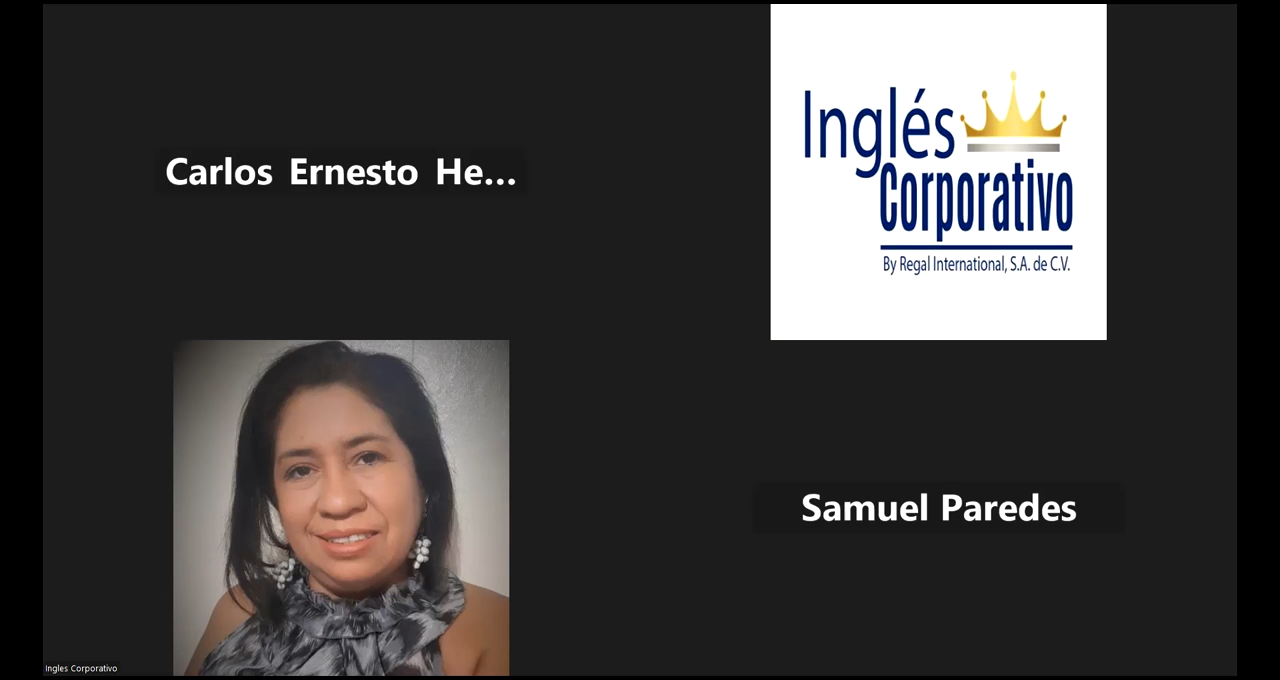 Carlos Ernesto He...
Inglés
Corporativo
By Regal International, S.A. de C.V.
Samuel Paredes
Ingles Corporativo